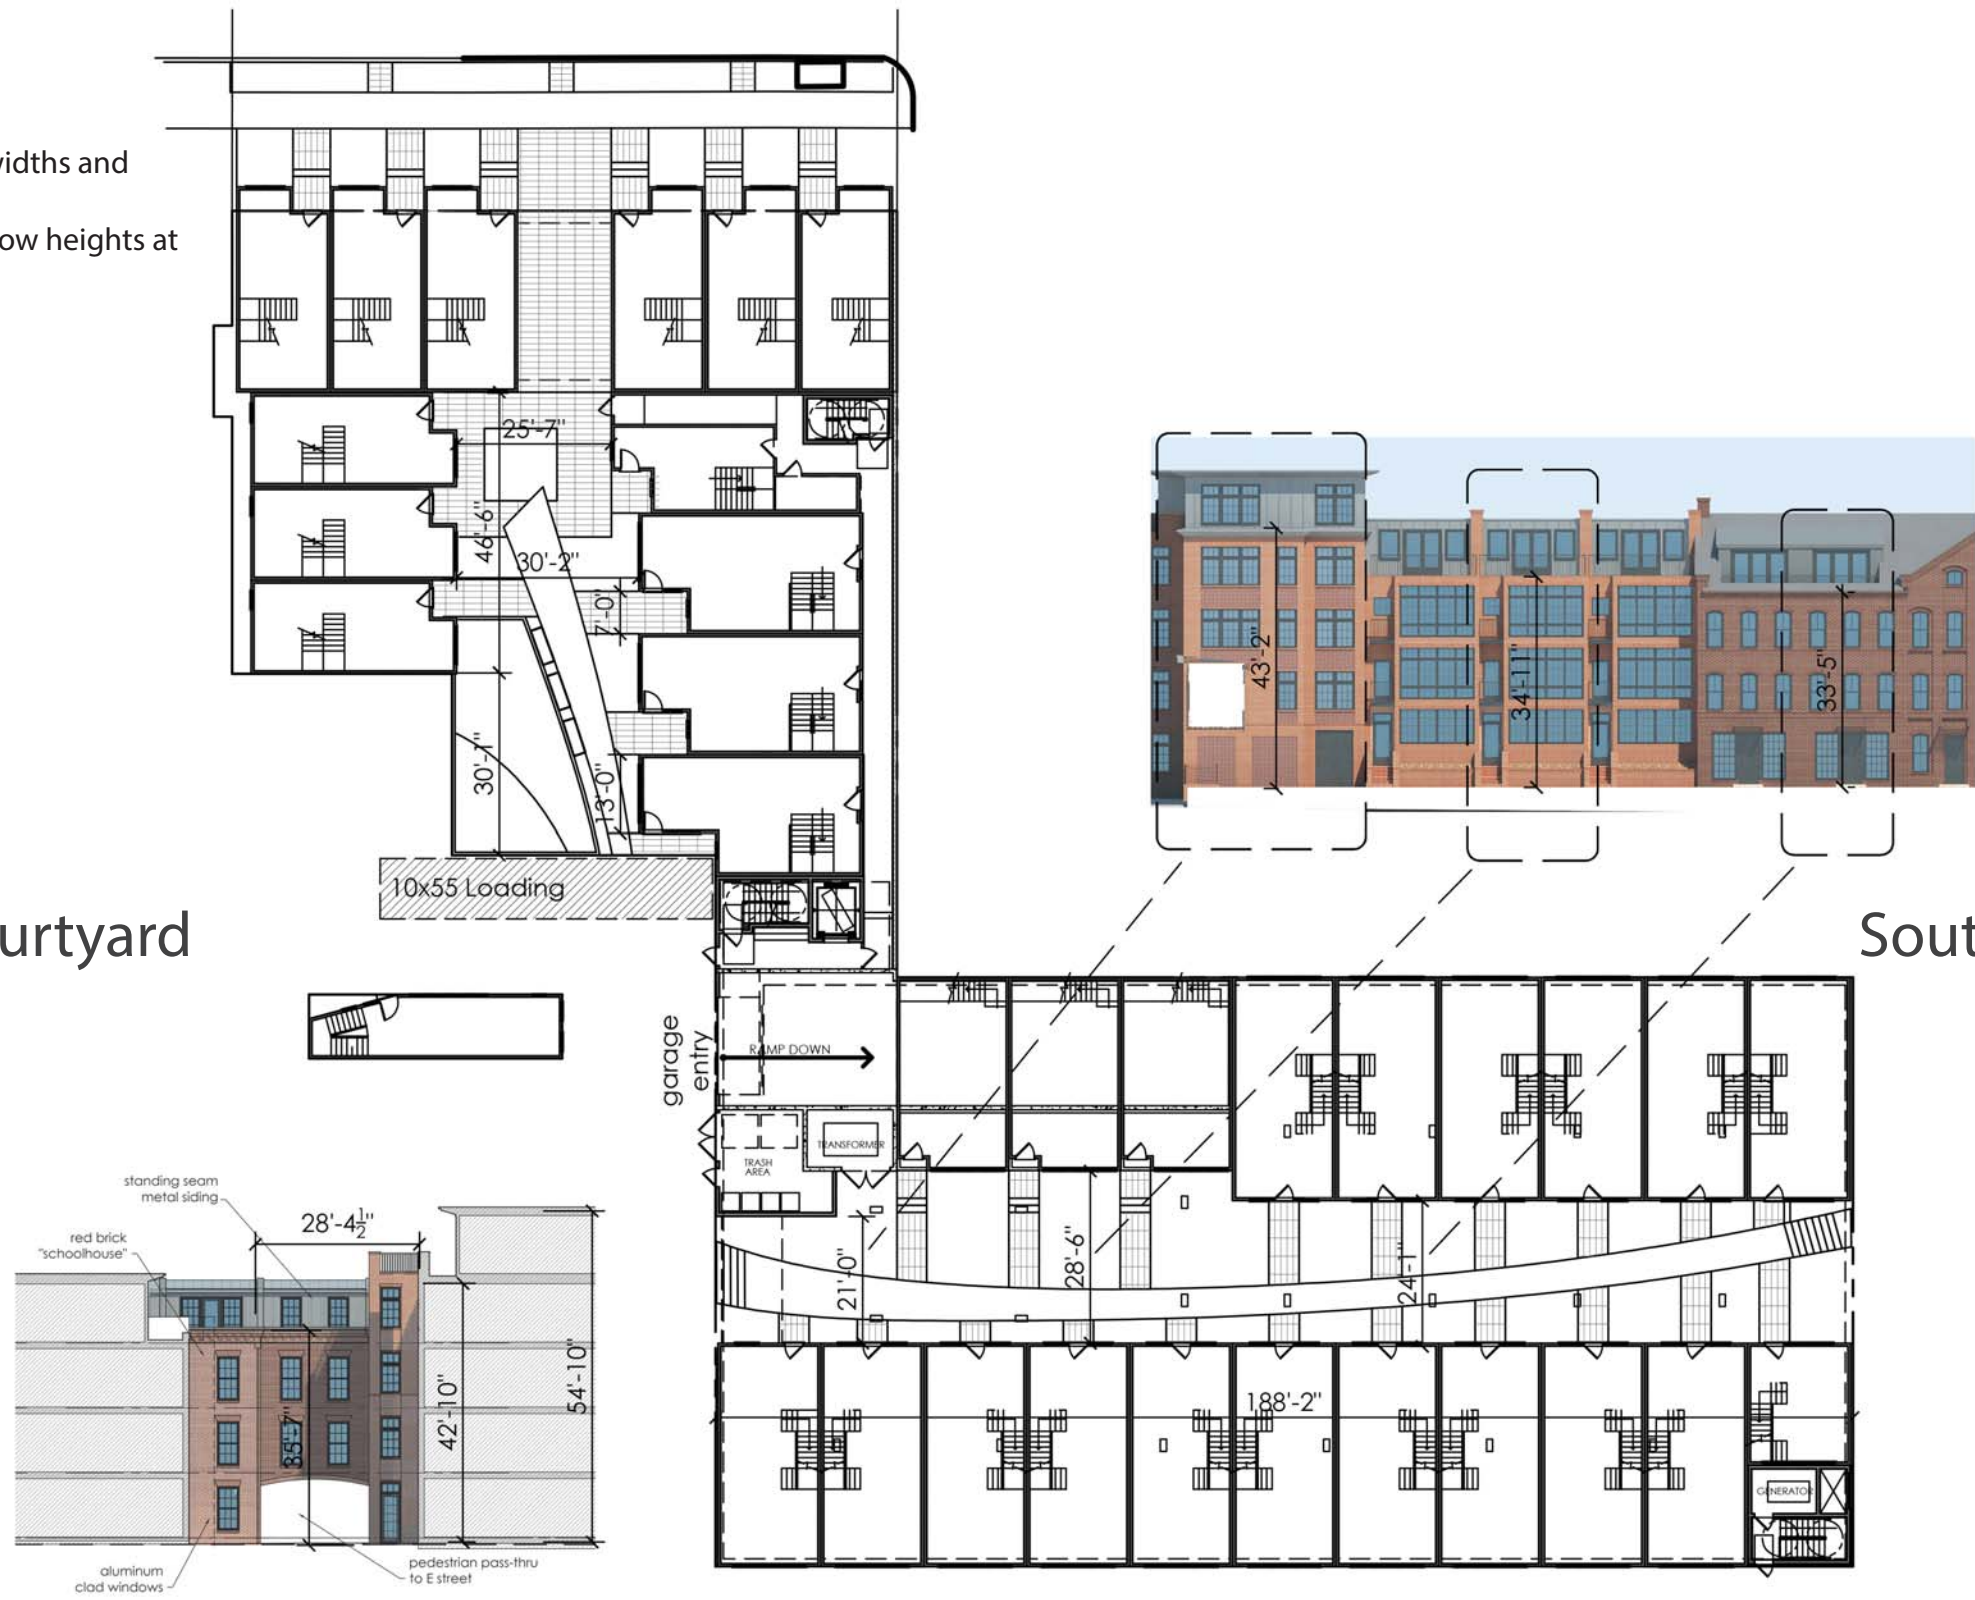 vidths and
ow heights at
25'-7"
46'-6"
30'-2"
7'-0"
30'-1"
13'-0"
10x55 Loading
43'-2"
34'-11"
33'-5"
urtyard
Sout
garage
entry
RAMP DOWN
TRANSFORMER
TRASH
AREA
21'-0"
28'-6"
24'-1"
188'-2"
GENERATOR
standing seam
metal siding
28'-4½"
red brick
"schoolhouse"
35'-7"
42'-10"
54'-10"
aluminum
clad windows
pedestrian pass-thru
to E street